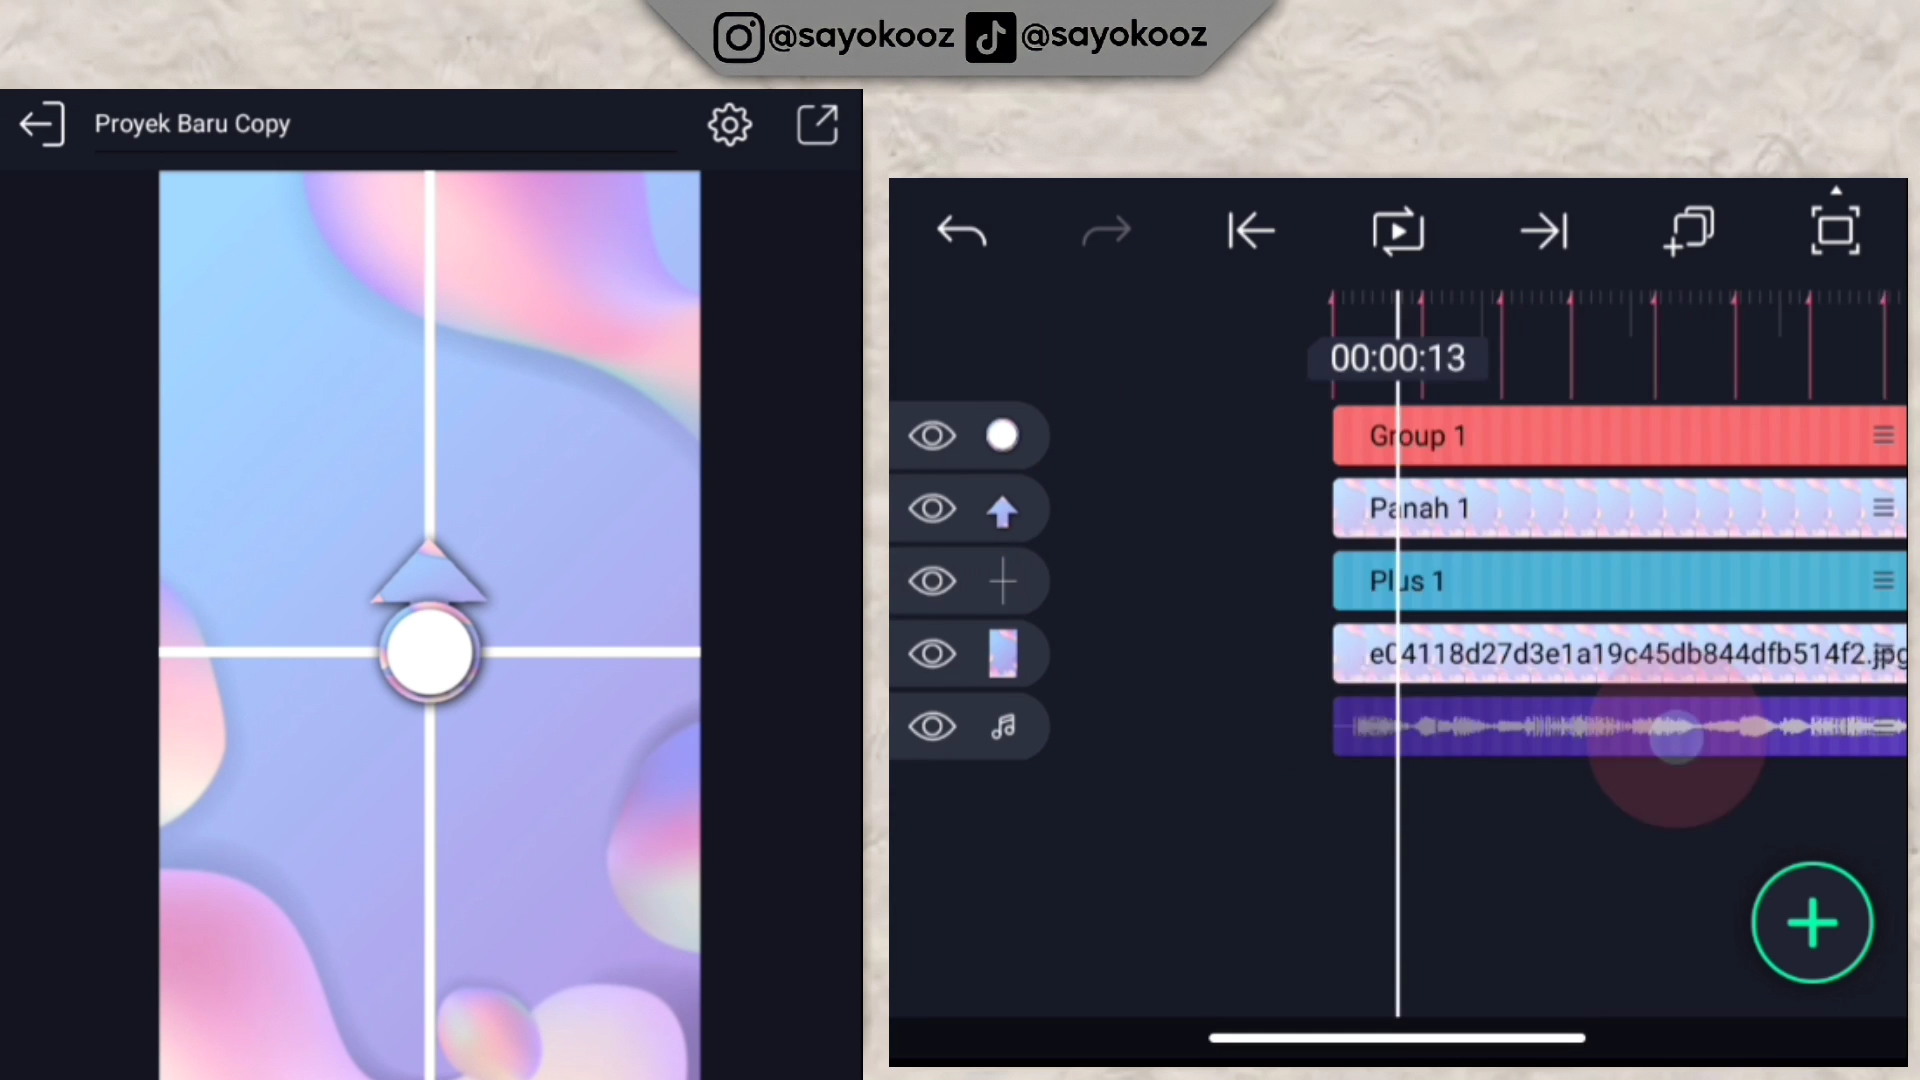 @sayokooz @sayokooz
Proyek Baru Copy
00:00:13
Group 1
Panah 1
Plus 1
e04118d27d3e1a19c45db844dfb514f2.jpg